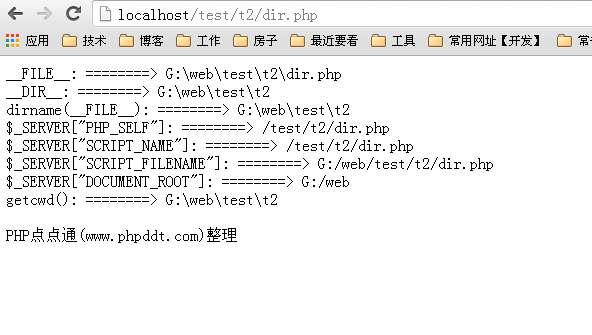 localhost/test/t2/dir.php
应用 技术 博客 工作 房子 最近要看 工具 常用网址【开发】
__FILE__: ========> G:\web\test\t2\dir.php
__DIR__: ========> G:\web\test\t2
dirname(__FILE__): ========> G:\web\test\t2
$_SERVER["PHP_SELF"]: ========> /test/t2/dir.php
$_SERVER["SCRIPT_NAME"]: ========> /test/t2/dir.php
$_SERVER["SCRIPT_FILENAME"]: ========> G:/web/test/t2/dir.php
$_SERVER["DOCUMENT_ROOT"]: ========> G:/web
getcwd(): ========> G:\web\test\t2
PHP点点通(www.phpddt.com)整理